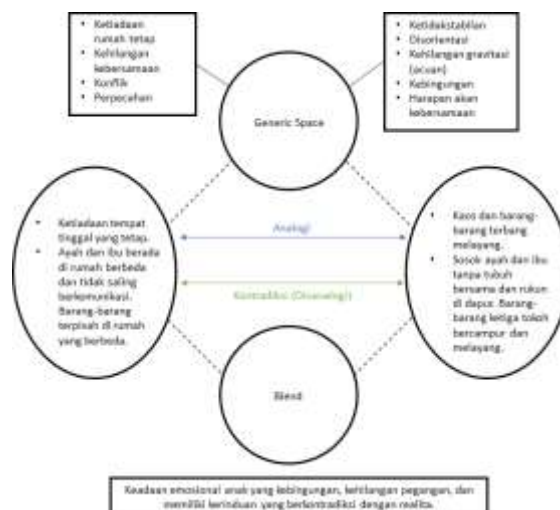 Ketiadaan
rumah tetap
Kehilangan
kebersamaan
Konflik
Perpecahan
Ketidakstabilan
Disorientasi
Kehilangan gravitasi
(acuan)
Kebingungan
Harapan akan
kebersamaan
Generic Space
Ketiadaan tempat
tinggal yang tetap.
Ayah dan ibu berada
di rumah berbeda
dan tidak saling
berkomunikasi.
Barang-barang
terpisah di rumah
yang berbeda.
Analogi
Kontradiksi (Disanalogi)
Kaos dan barang-
barang terbang
melayang.
Sosok ayah dan ibu
tanpa tubuh
bersama dan rukun
di dapur. Barang-
barang ketiga tokoh
bercampur dan
melayang.
Blend
Keadaan emosional anak yang kebingungan, kehilangan pegangan, dan
memiliki kerinduan yang berkontradiksi dengan realita.